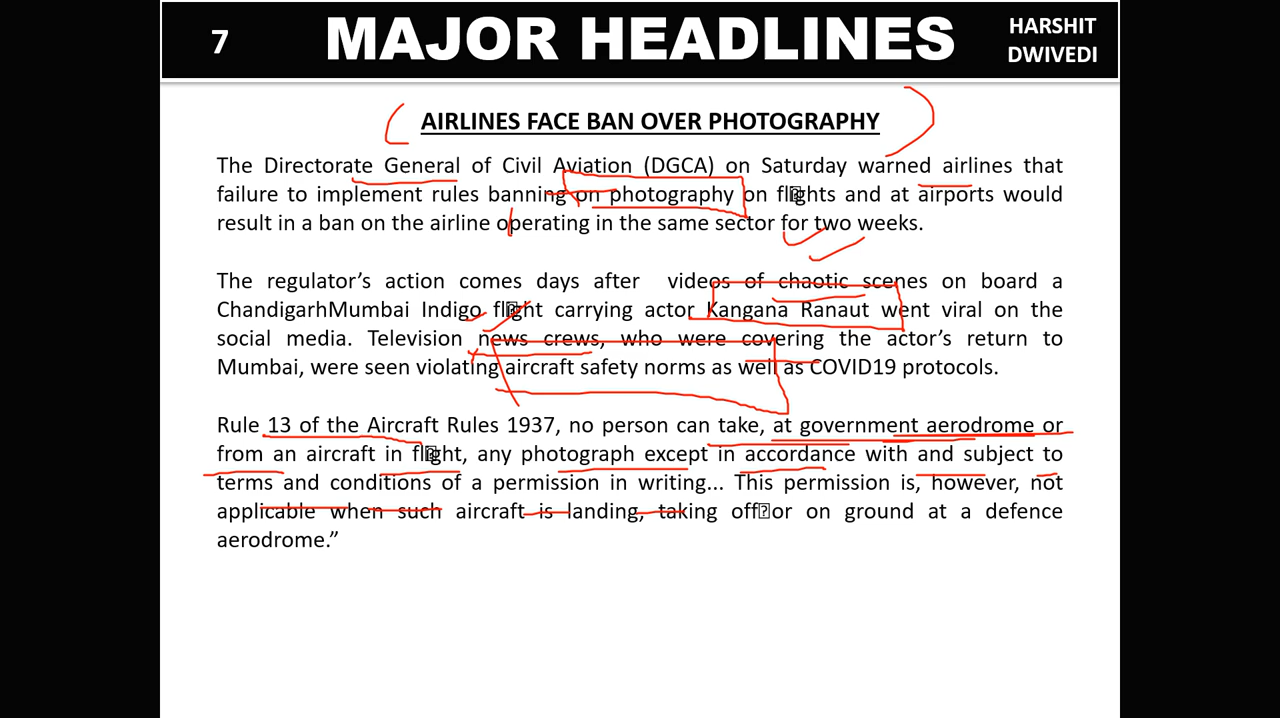 7
MAJOR HEADLINES
HARSHIT
DWIVEDI
AIRLINES FACE BAN OVER PHOTOGRAPHY
The Directorate General of Civil Aviation (DGCA) on Saturday warned airlines that
failure to implement rules banning on photography on fl�ghts and at airports would
result in a ban on the airline operating in the same sector for two weeks.
The regulator’s action comes days after videos of chaotic scenes on board a
ChandigarhMumbai Indigo fl�ght carrying actor Kangana Ranaut went viral on the
social media. Television news crews, who were covering the actor’s return to
Mumbai, were seen violating aircraft safety norms as well as COVID19 protocols.
Rule 13 of the Aircraft Rules 1937, no person can take, at government aerodrome or
from an aircraft in fl�ght, any photograph except in accordance with and subject to
terms and conditions of a permission in writing... This permission is, however, not
applicable when such aircraft is landing, taking off�or on ground at a defence
aerodrome.”